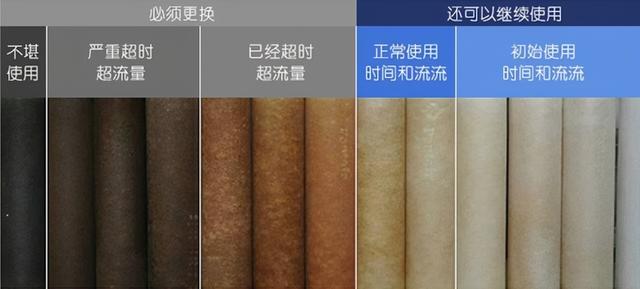 必须更换
还可以继续使用
不堪
使用
严重超时
超流量
已经超时
超流量
正常使用
时间和流流
初始使用
时间和流流